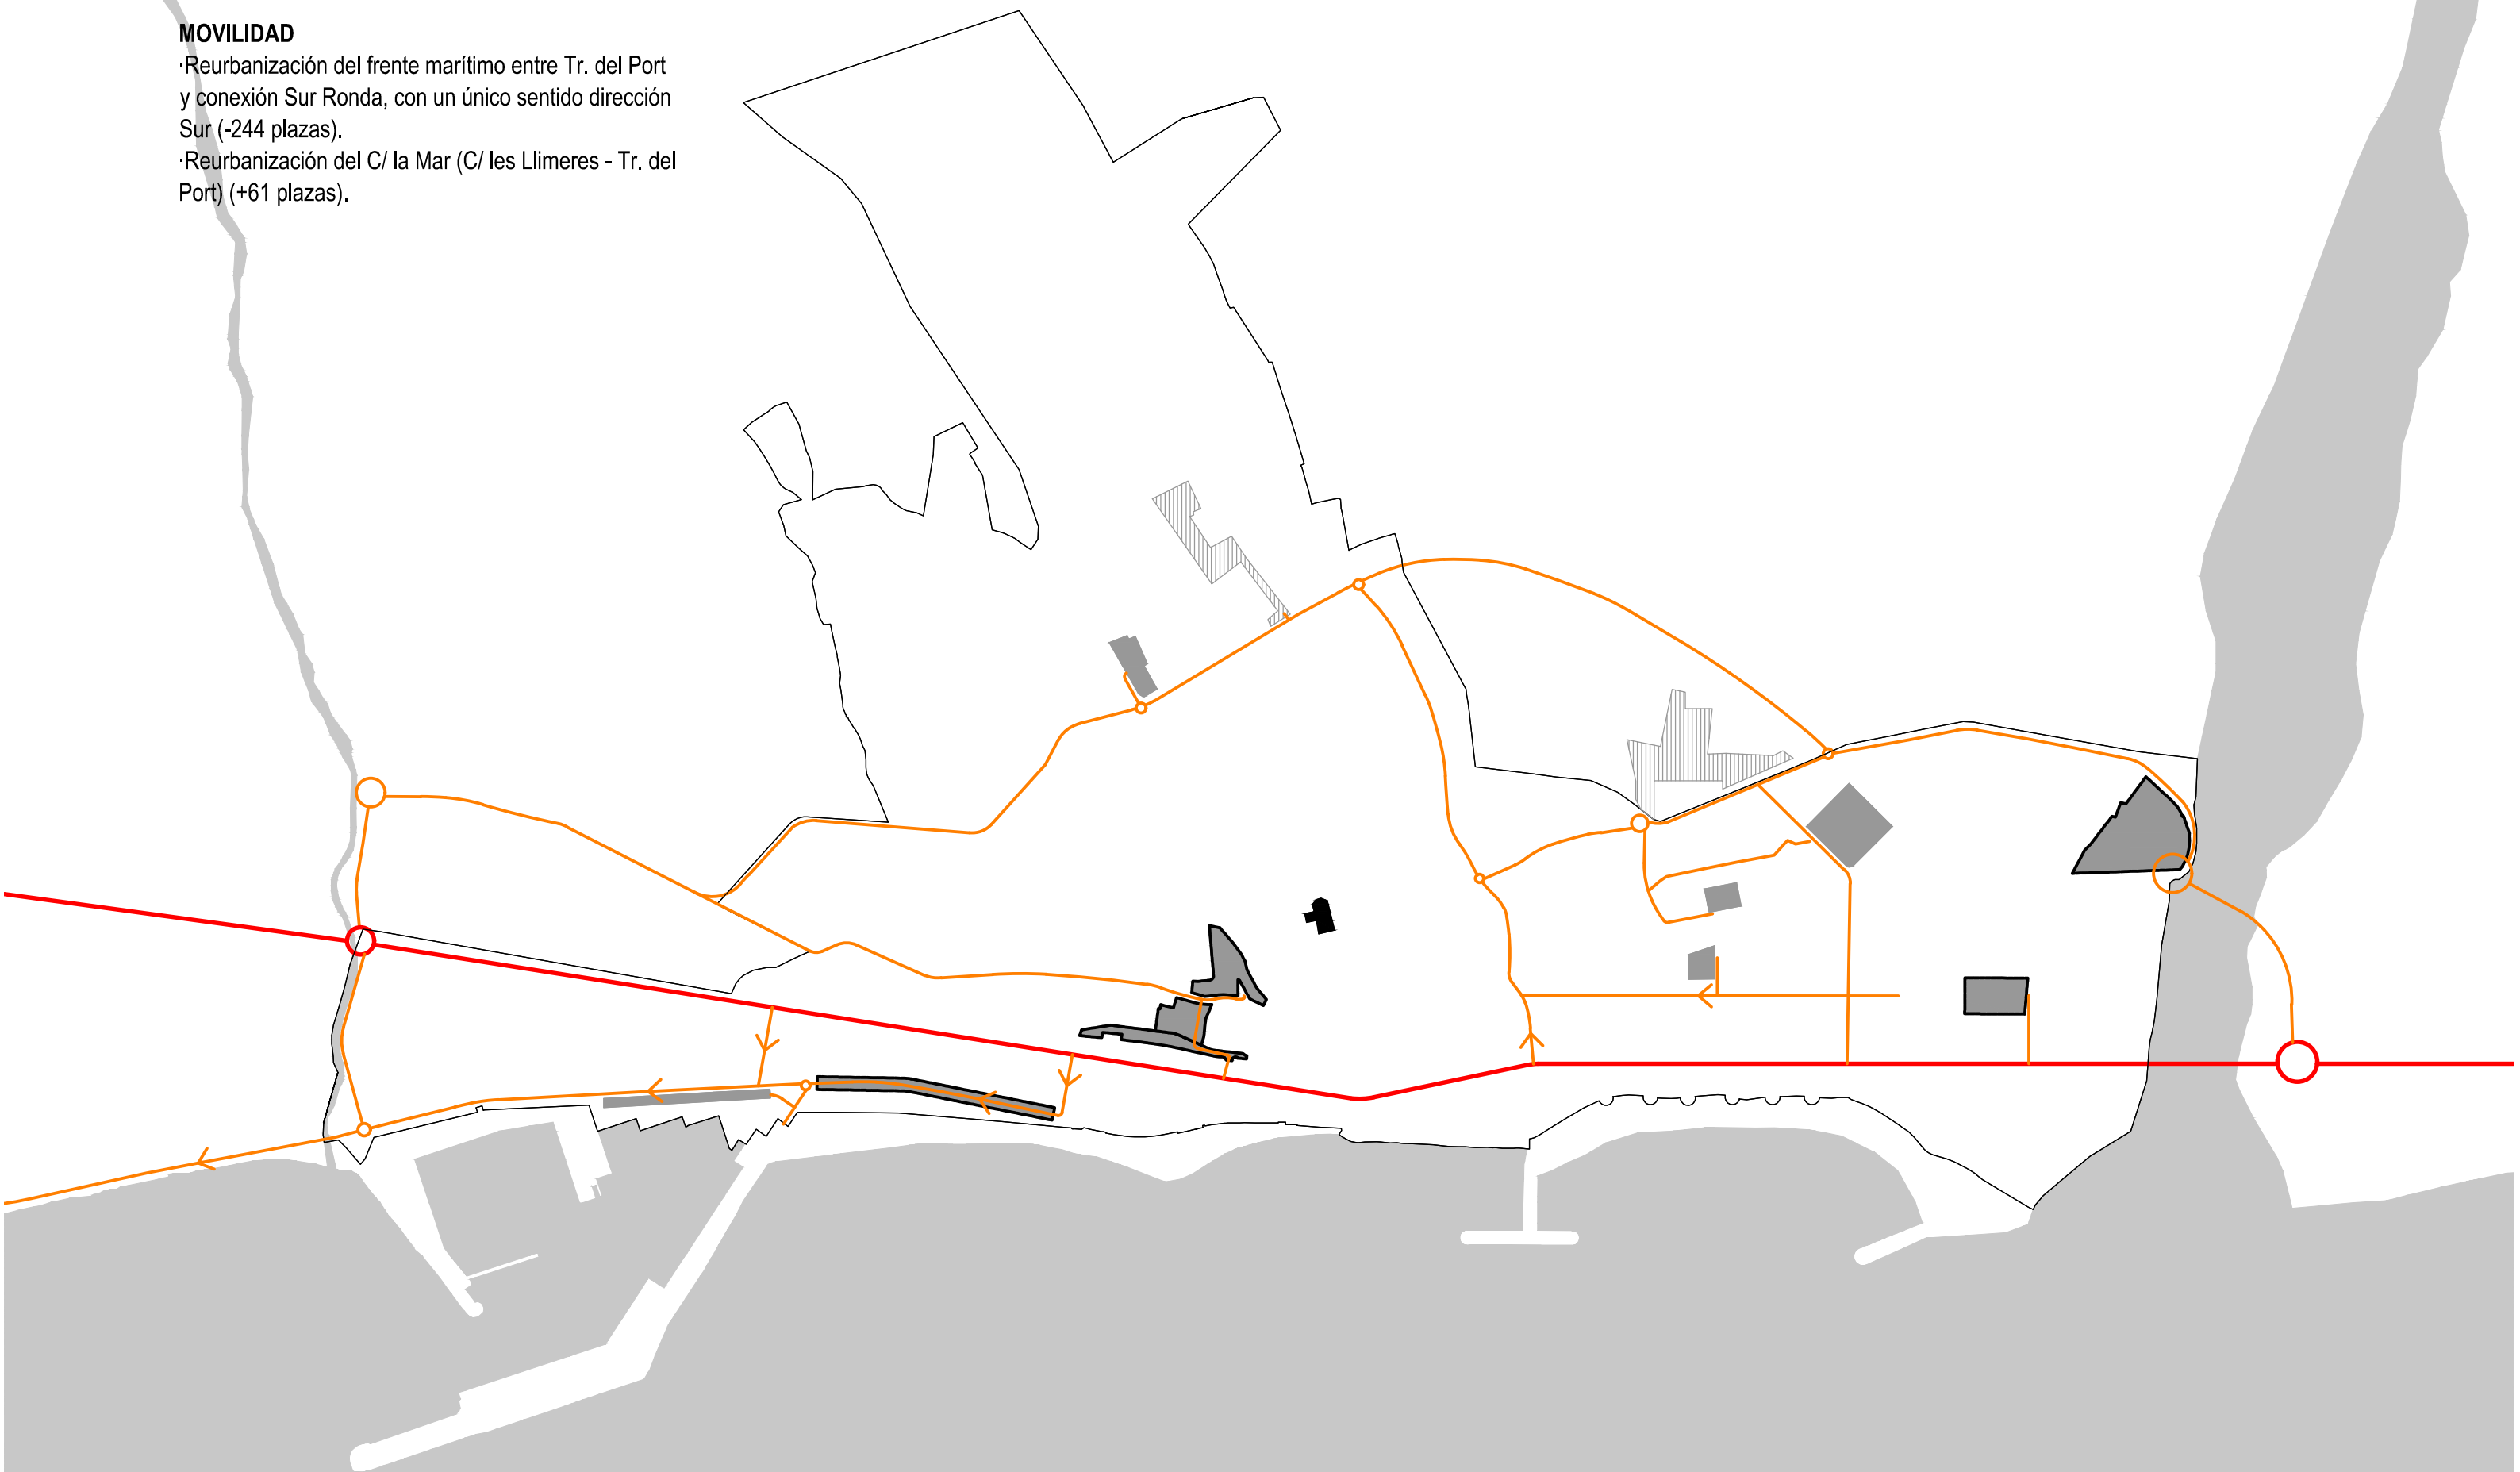 MOVILIDAD
·Reurbanización del frente marítimo entre Tr. del Port
y conexión Sur Ronda, con un único sentido dirección
Sur (-244 plazas).
·Reurbanización del C/ la Mar (C/ les Llimeres - Tr. del
Port) (+61 plazas).